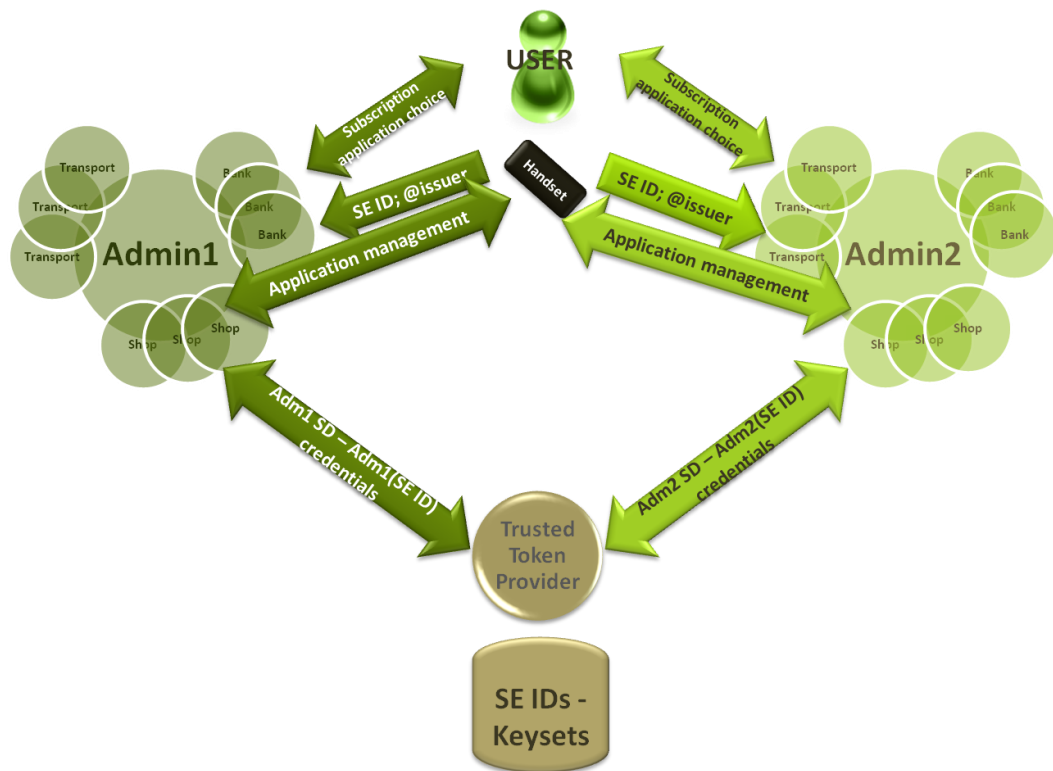 USER
Subscription
application choice
Subscription
application choice
Handset
SE ID; @issuer
SE ID; @issuer
Application management
Application management
Transport
Transport
Transport
Bank
Bank
Bank
Admin1
Shop
Shop
Shop
Transport
Transport
Transport
Bank
Bank
Bank
Admin2
Shop
Shop
Shop
Adm1 SD – Adm1(SE ID)
credentials
Adm2 SD – Adm2(SE ID)
credentials
Trusted
Token
Provider
SE IDs -
Keysets